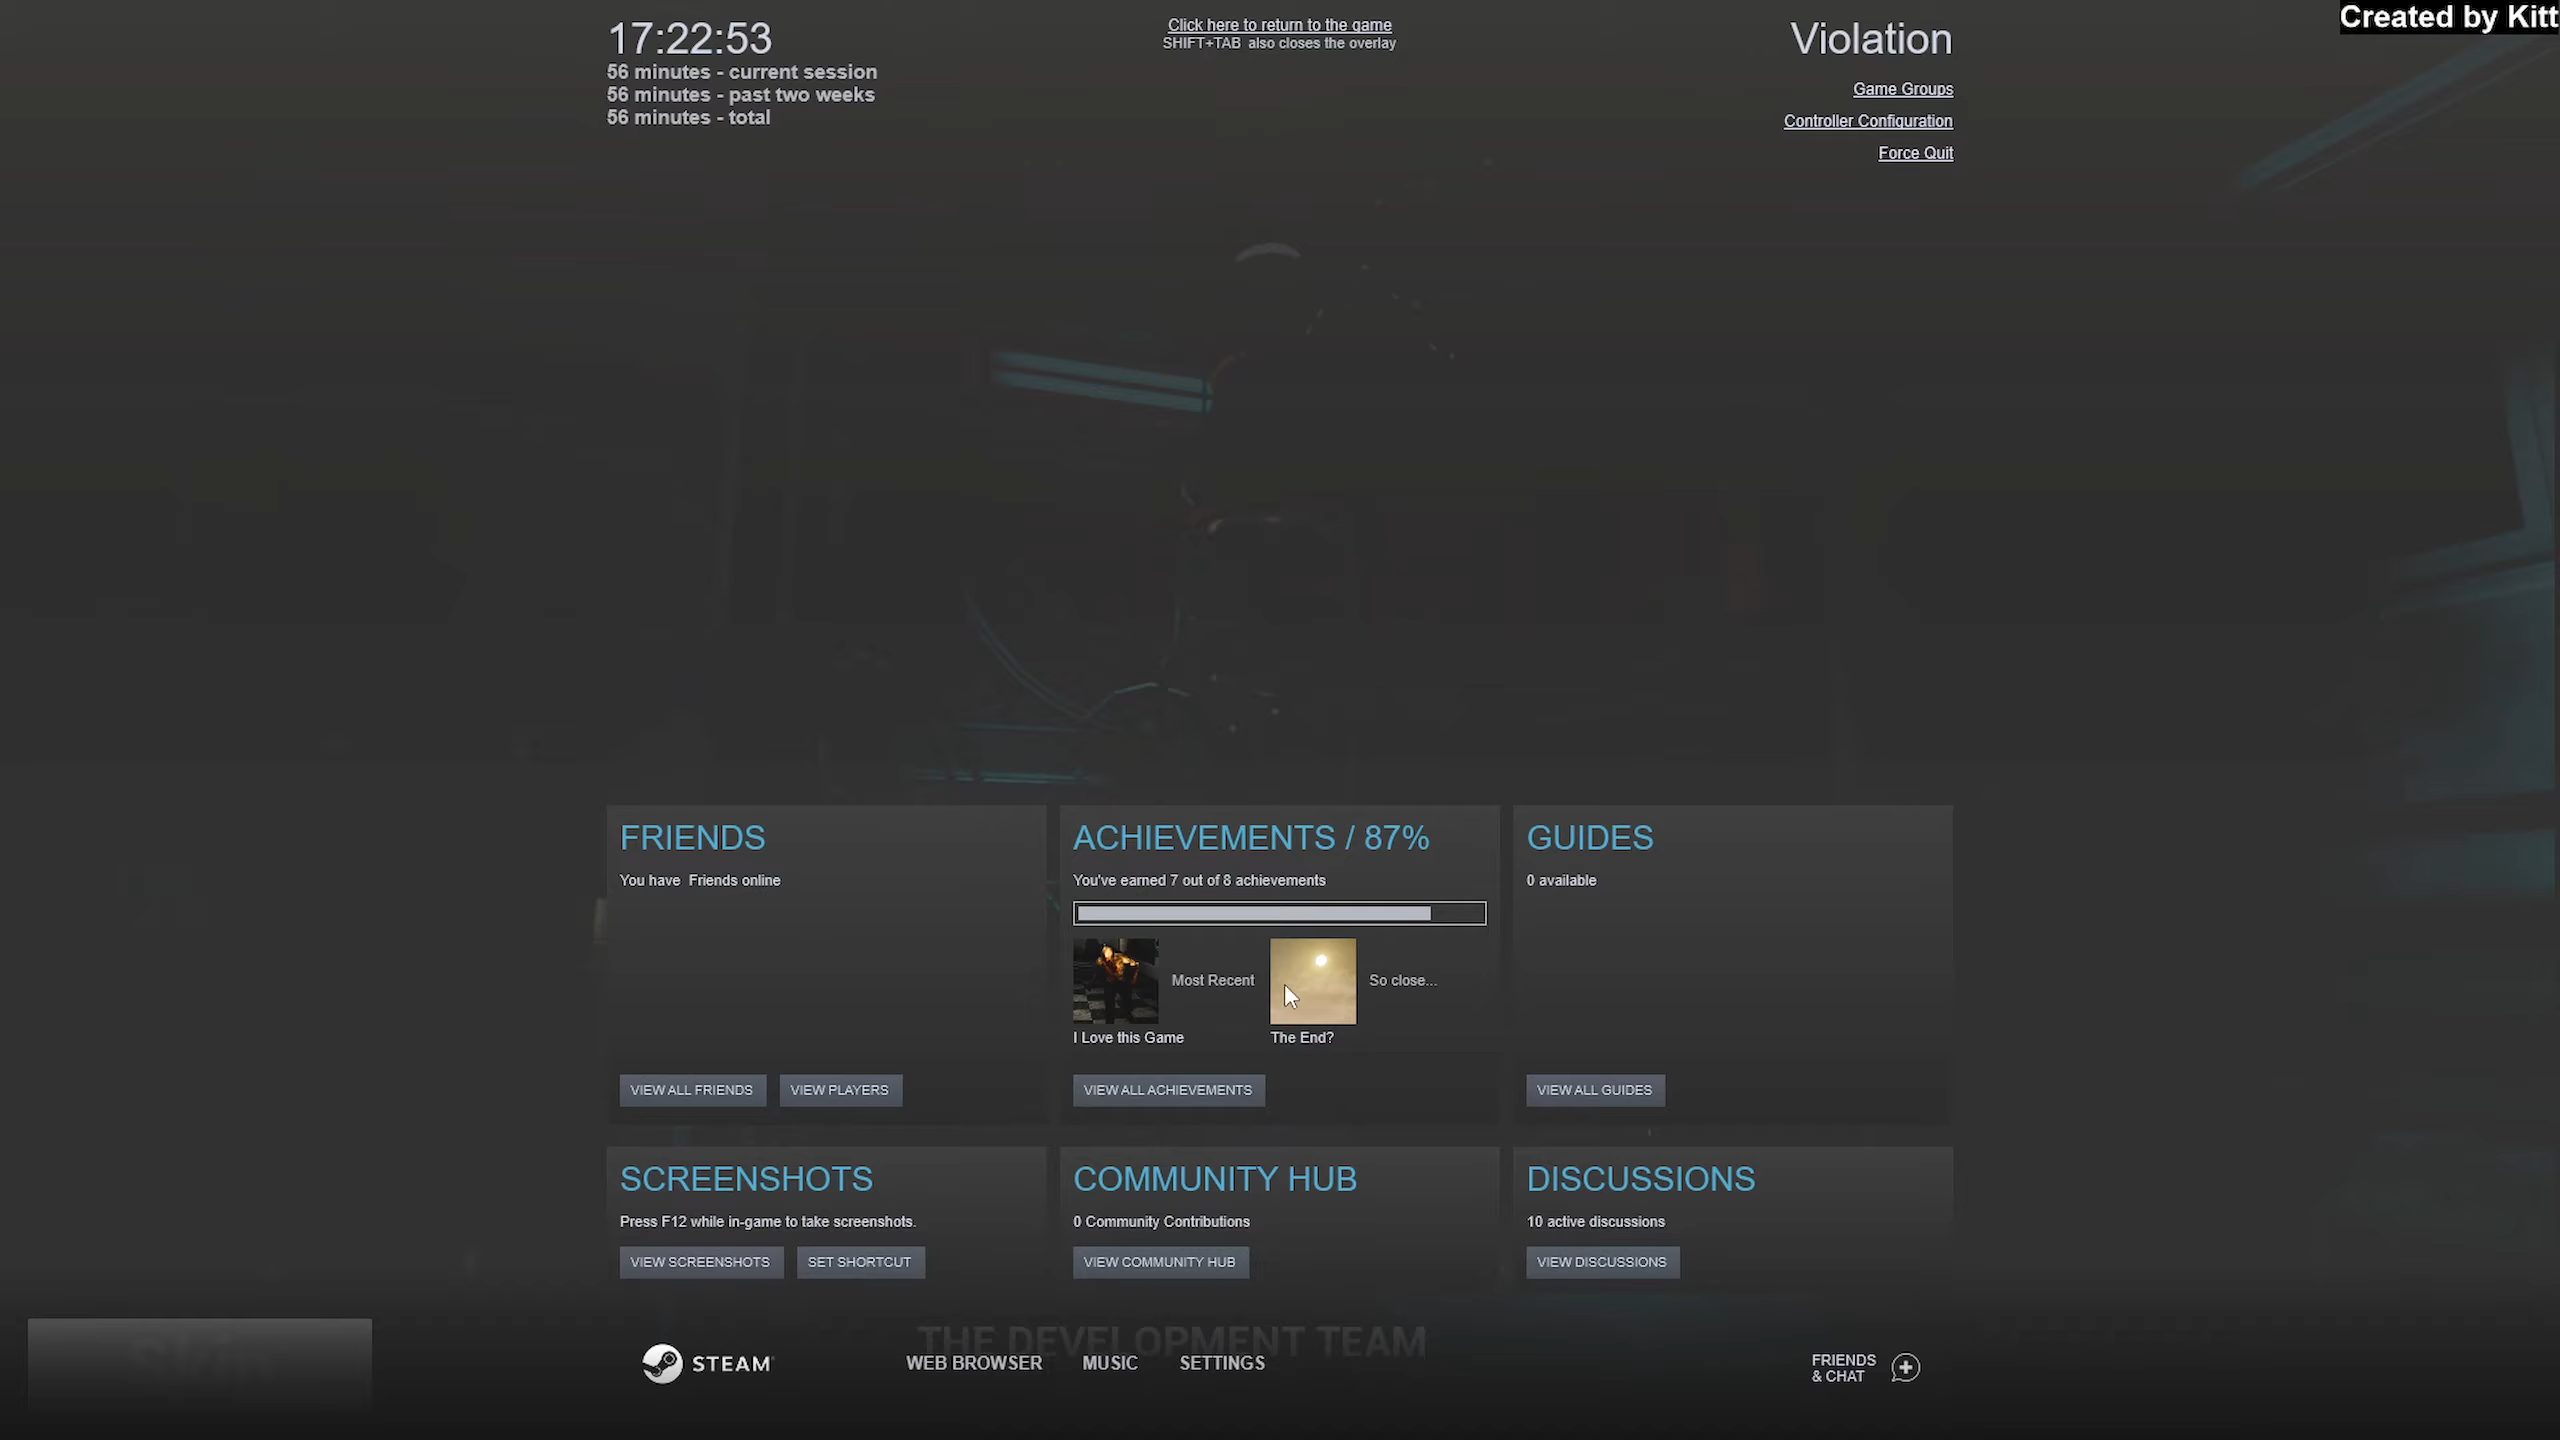 17:22:53
56 minutes - current session
56 minutes - past two weeks
56 minutes - total
Click here to return to the game
SHIFT+TAB also closes the overlay
Violation
Game Groups
Controller Configuration
Force Quit
Created by Kitt
FRIENDS
You have Friends online
VIEW ALL FRIENDS
VIEW PLAYERS
ACHIEVEMENTS / 87%
You've earned 7 out of 8 achievements
Most Recent
I Love this Game
So close...
The End?
VIEW ALL ACHIEVEMENTS
GUIDES
0 available
VIEW ALL GUIDES
SCREENSHOTS
Press F12 while in-game to take screenshots.
VIEW SCREENSHOTS
SET SHORTCUT
COMMUNITY HUB
0 Community Contributions
VIEW COMMUNITY HUB
DISCUSSIONS
10 active discussions
VIEW DISCUSSIONS
THE DEVELOPMENT TEAM
Skip
STEAM
WEB BROWSER
MUSIC
SETTINGS
FRIENDS
& CHAT